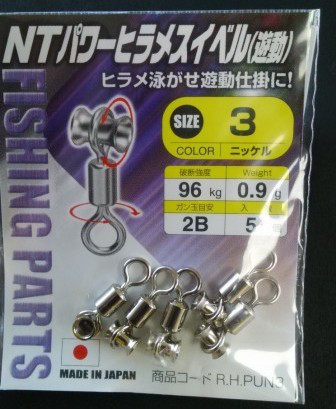 NTパワーヒラメスイベル(遊動)
ヒラメ泳がせ遊動仕掛に!
FISHING PARTS
SIZE 3
COLOR ニッケル
破断強度 Weight
96 kg 0.9 g
ガン玉目安 入
2B 5
MADE IN JAPAN
商品コード R.H.PUN3